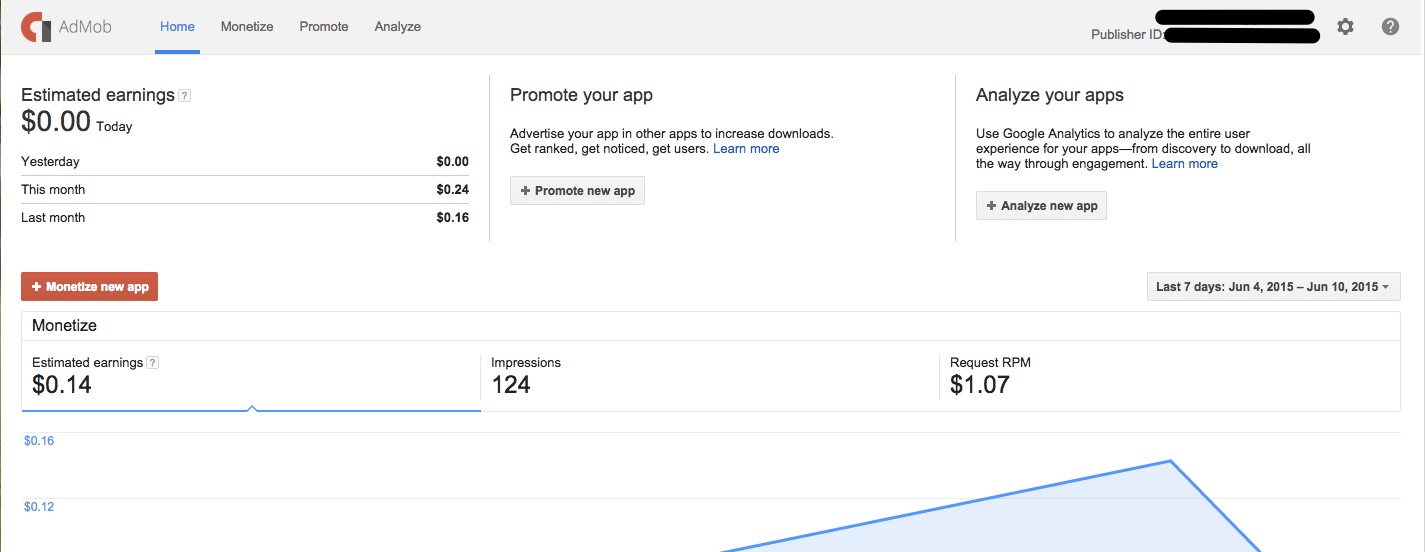 AdMob
Home Monetize Promote Analyze
Publisher ID:
Estimated earnings ?
$0.00 Today
Yesterday $0.00
This month $0.24
Last month $0.16
Promote your app
Advertise your app in other apps to increase downloads.
Get ranked, get noticed, get users. Learn more
+ Promote new app
Analyze your apps
Use Google Analytics to analyze the entire user
experience for your apps—from discovery to download, all
the way through engagement. Learn more
+ Analyze new app
+ Monetize new app
Last 7 days: Jun 4, 2015 – Jun 10, 2015
Monetize
Estimated earnings ?
$0.14
Impressions
124
Request RPM
$1.07
$0.16
$0.12